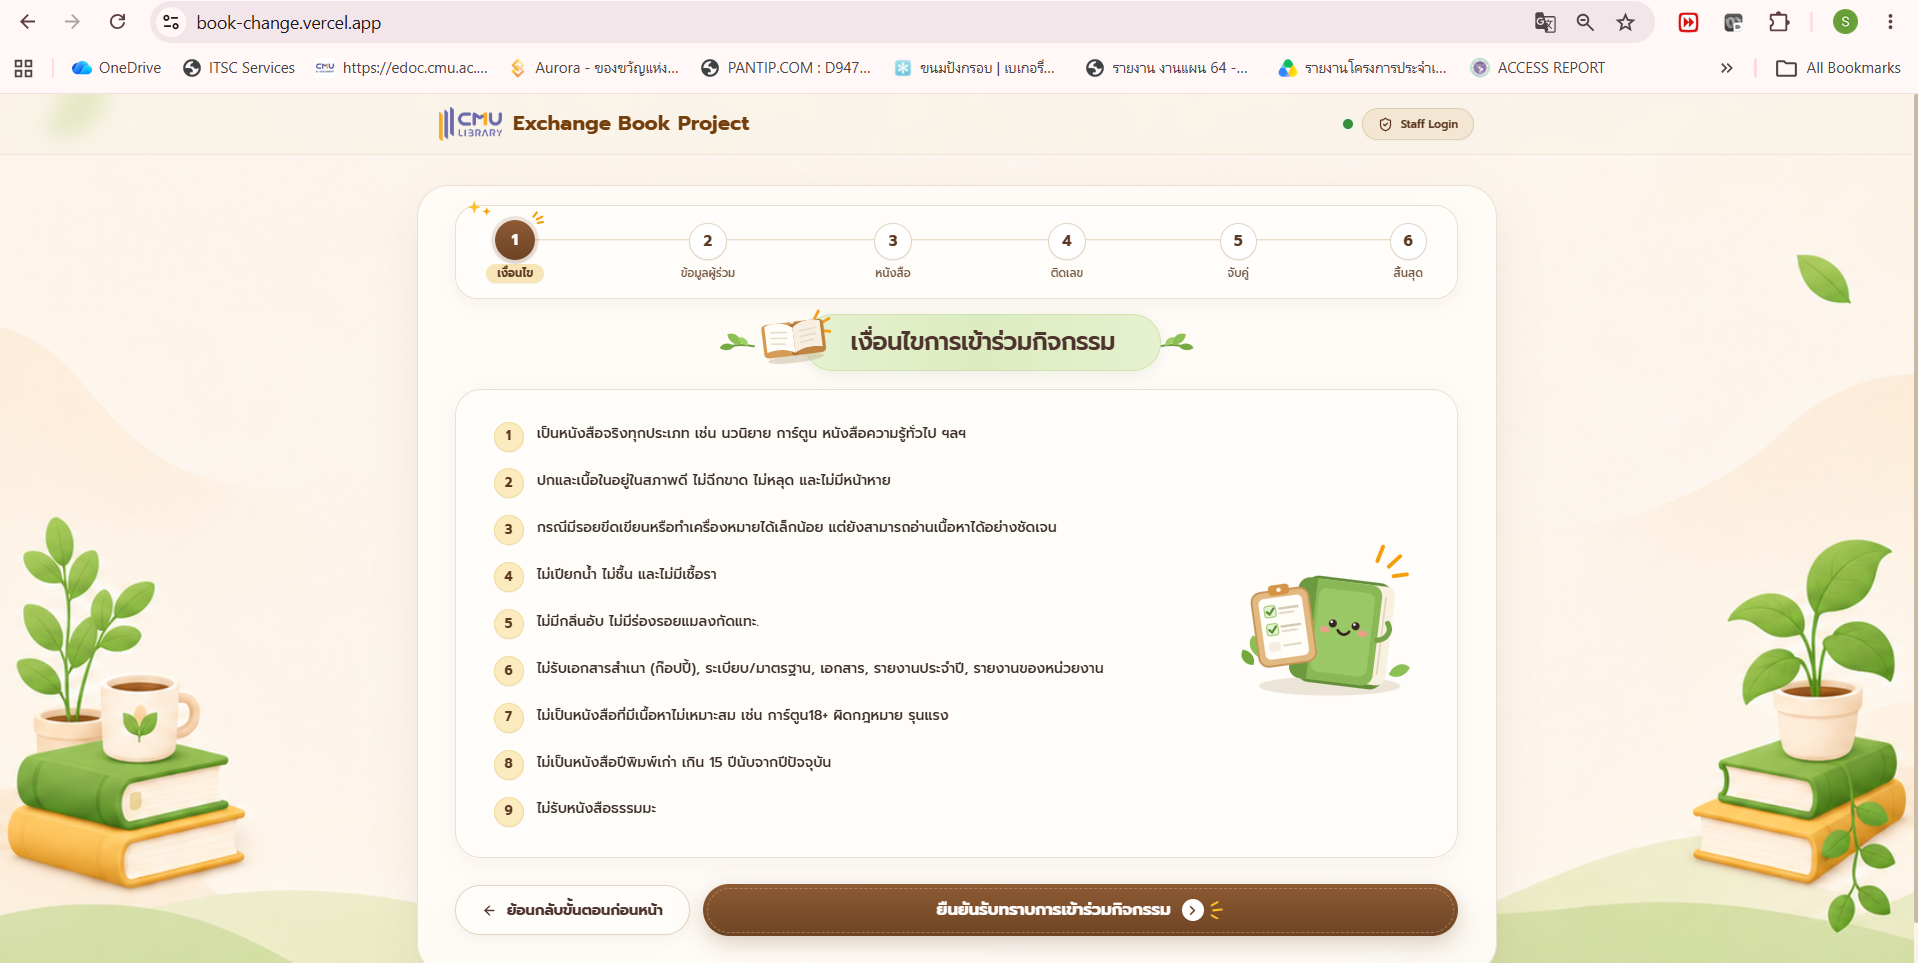 book-change.vercel.app
S
OneDrive
ITSC Services
CMU
https://edoc.cmu.ac....
Aurora - ของขวัญแห่ง...
PANTIP.COM : D947...
ขนมปังกรอบ | เบเกอรี่...
รายงาน งานแผน 64 -...
รายงานโครงการประจำเ...
ACCESS REPORT
All Bookmarks
CMU LIBRARY
Exchange Book Project
Staff Login
1
2
3
4
5
6
เงื่อนไข
ข้อมูลผู้ร่วม
หนังสือ
ติดเลข
จับคู่
สิ้นสุด
เงื่อนไขการเข้าร่วมกิจกรรม
1 เป็นหนังสือจริงทุกประเภท เช่น นวนิยาย การ์ตูน หนังสือความรู้ทั่วไป ฯลฯ
2 ปกและเนื้อในอยู่ในสภาพดี ไม่ฉีกขาด ไม่หลุด และไม่มีหน้าหาย
3 กรณีมีรอยขีดเขียนหรือทำเครื่องหมายได้เล็กน้อย แต่ยังสามารถอ่านเนื้อหาได้อย่างชัดเจน
4 ไม่เปียกน้ำ ไม่ชื้น และไม่มีเชื้อรา
5 ไม่มีกลิ่นอับ ไม่มีร่องรอยแมลงกัดแทะ.
6 ไม่รับเอกสารสำเนา (ก๊อปปี้), ระเบียบ/มาตรฐาน, เอกสาร, รายงานประจำปี, รายงานของหน่วยงาน
7 ไม่เป็นหนังสือที่มีเนื้อหาไม่เหมาะสม เช่น การ์ตูน18+ ผิดกฎหมาย รุนแรง
8 ไม่เป็นหนังสือปีพิมพ์เก่า เกิน 15 ปีนับจากปีปัจจุบัน
9 ไม่รับหนังสือธรรมมะ
ย้อนกลับขั้นตอนก่อนหน้า
ยืนยันรับทราบการเข้าร่วมกิจกรรม